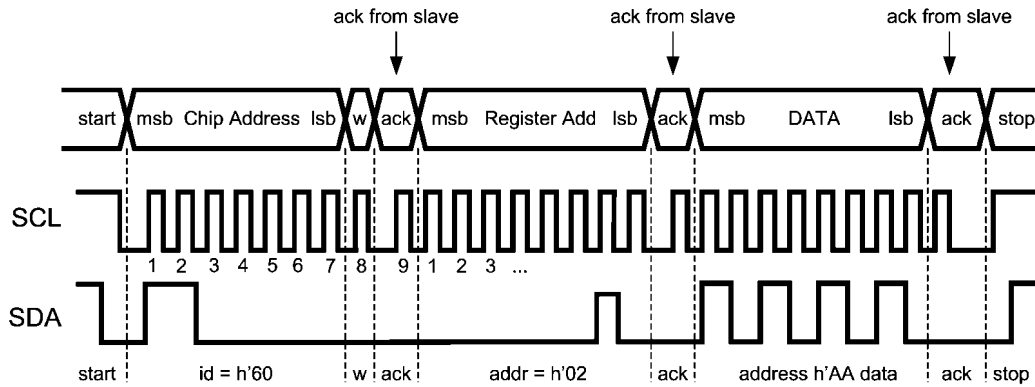 ack from slave ack from slave ack from slave
start msb Chip Address lsb w ack msb Register Add lsb ack msb DATA lsb ack stop
SCL
1 2 3 4 5 6 7 8 9 1 2 3 ...
SDA
start id = h'60 w ack addr = h'02 ack address h'AA data ack stop